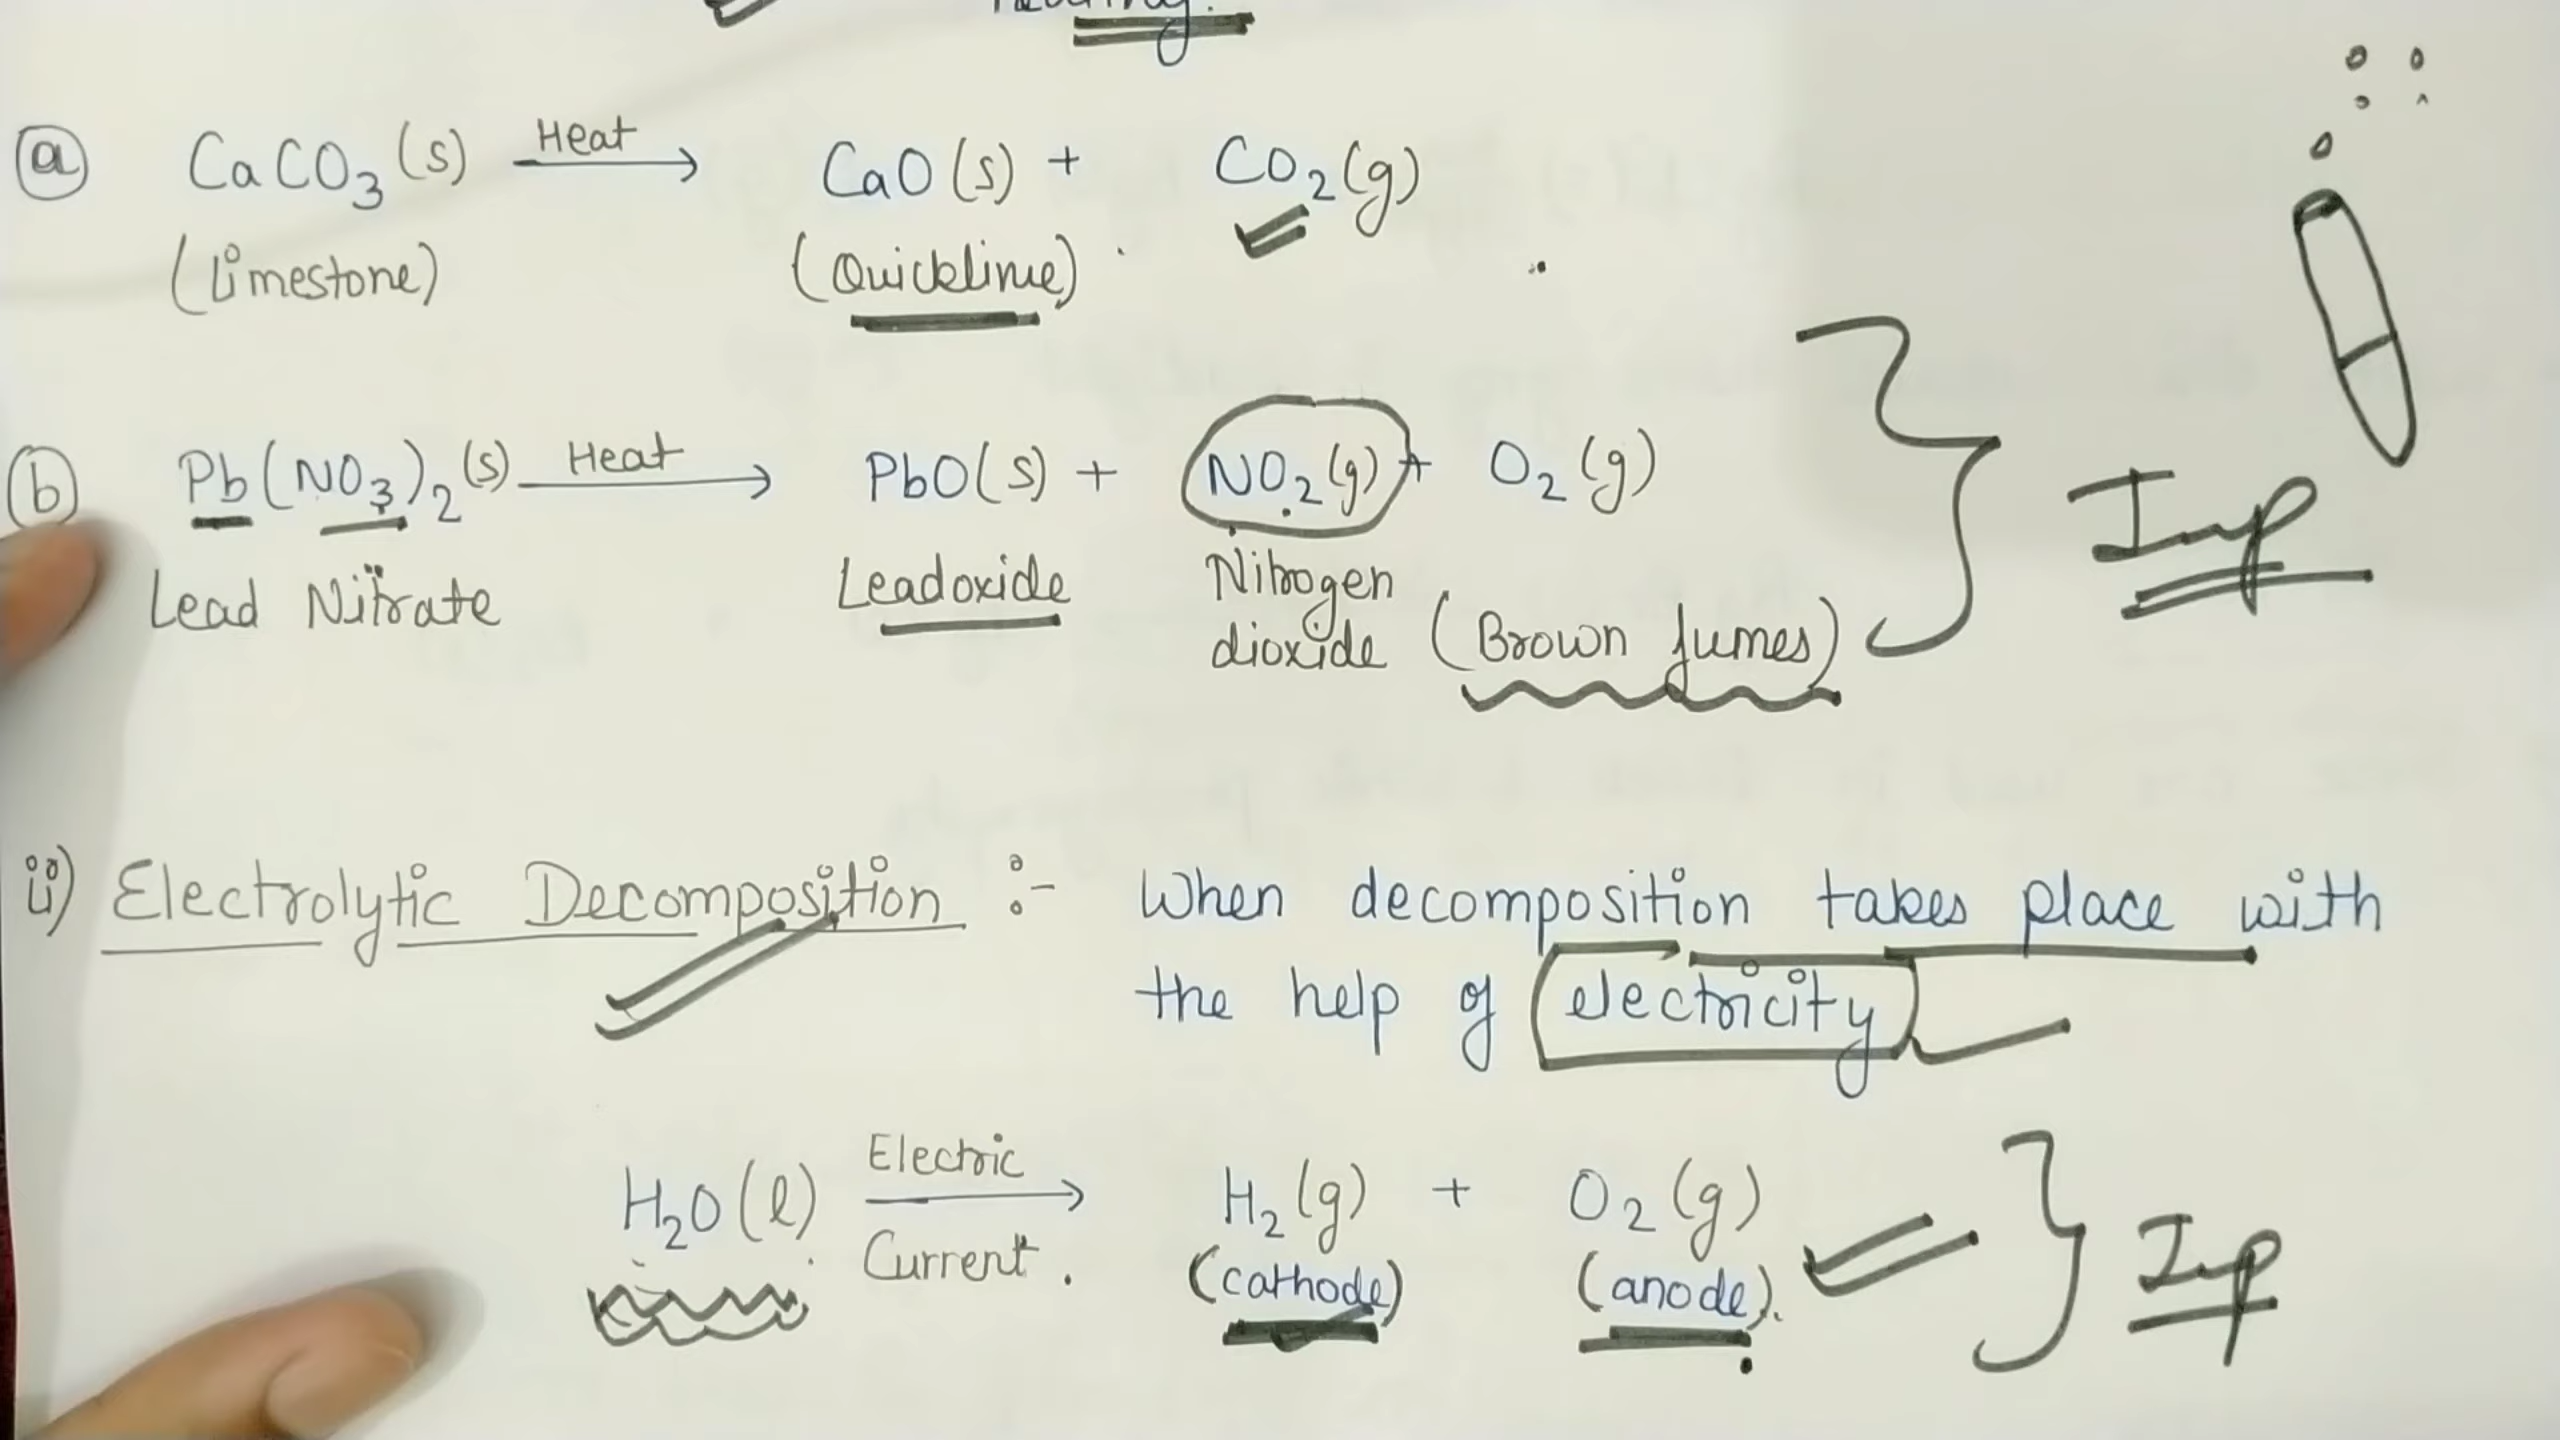 heating.
ⓐ CaCO₃(s) —Heat→ CaO(s) + CO₂(g)
(Limestone) (Quicklime)
ⓑ Pb(NO₃)₂(s) —Heat→ PbO(s) + NO₂(g) + O₂(g)
Lead Nitrate Leadoxide Nitrogen dioxide (Brown fumes)
Imp
ii) Electrolytic Decomposition :- When decomposition takes place with
the help of electricity
H₂O(l) —Electric Current.→ H₂(g) + O₂(g)
(cathode) (anode).
Imp